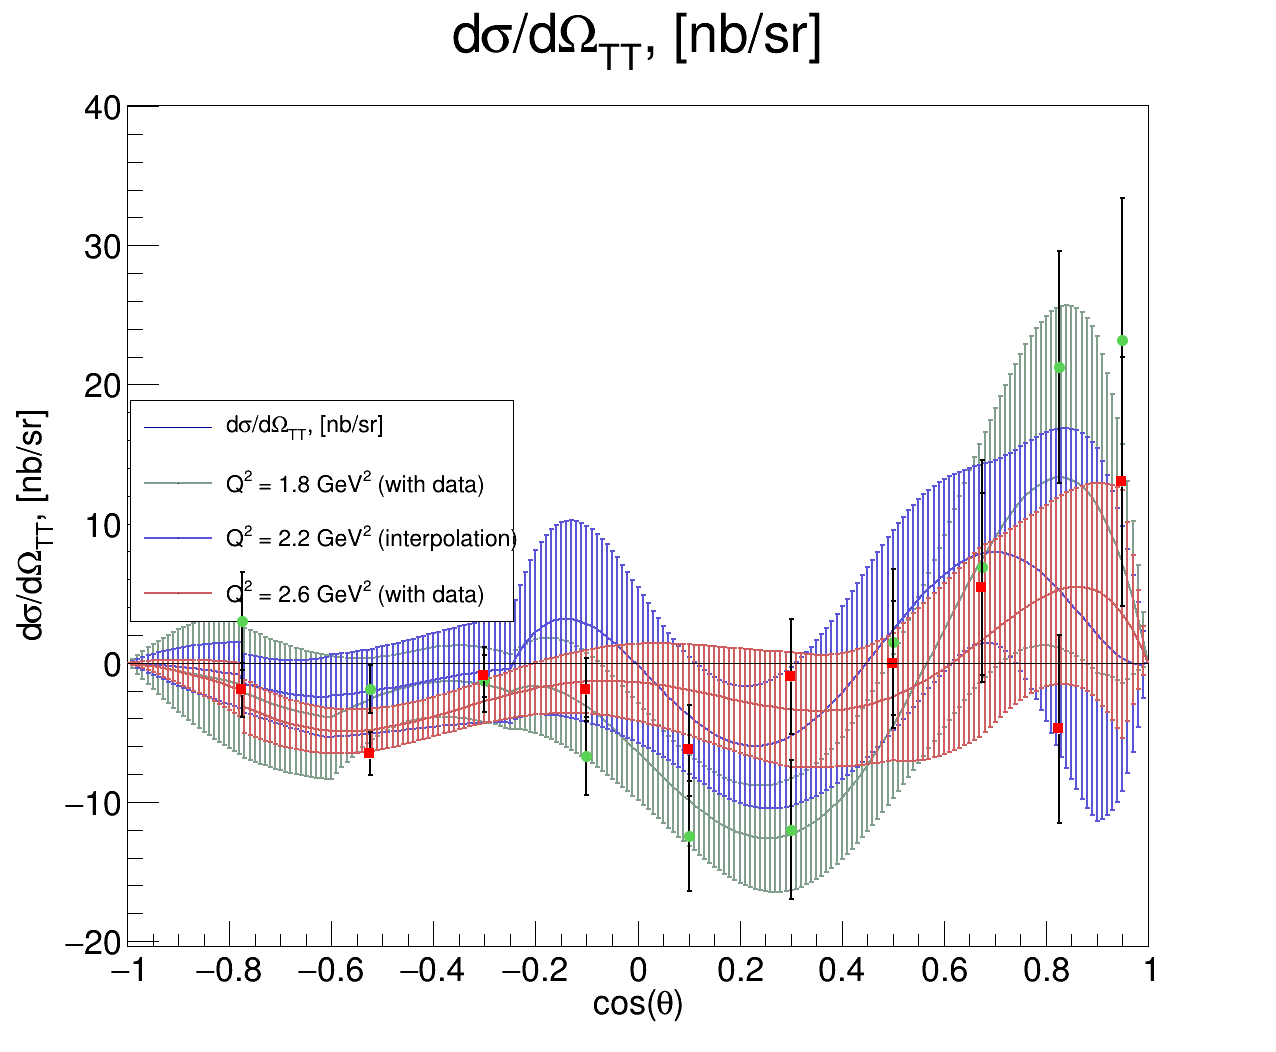 dσ/dΩTT, [nb/sr]
40
30
20
10
0
−10
−20
dσ/dΩTT, [nb/sr]
dσ/dΩTT, [nb/sr]
Q² = 1.8 GeV² (with data)
Q² = 2.2 GeV² (interpolation)
Q² = 2.6 GeV² (with data)
−1 −0.8 −0.6 −0.4 −0.2 0 0.2 0.4 0.6 0.8 1
cos(θ)